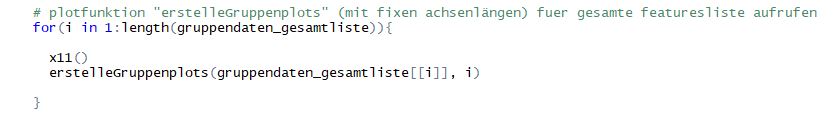 # plotfunktion "erstelleGruppenplots" (mit fixen achsenlängen) fuer gesamte featuresliste aufrufen
for(i in 1:length(gruppendaten_gesamtliste)){
x11()
erstelleGruppenplots(gruppendaten_gesamtliste[[i]], i)
}